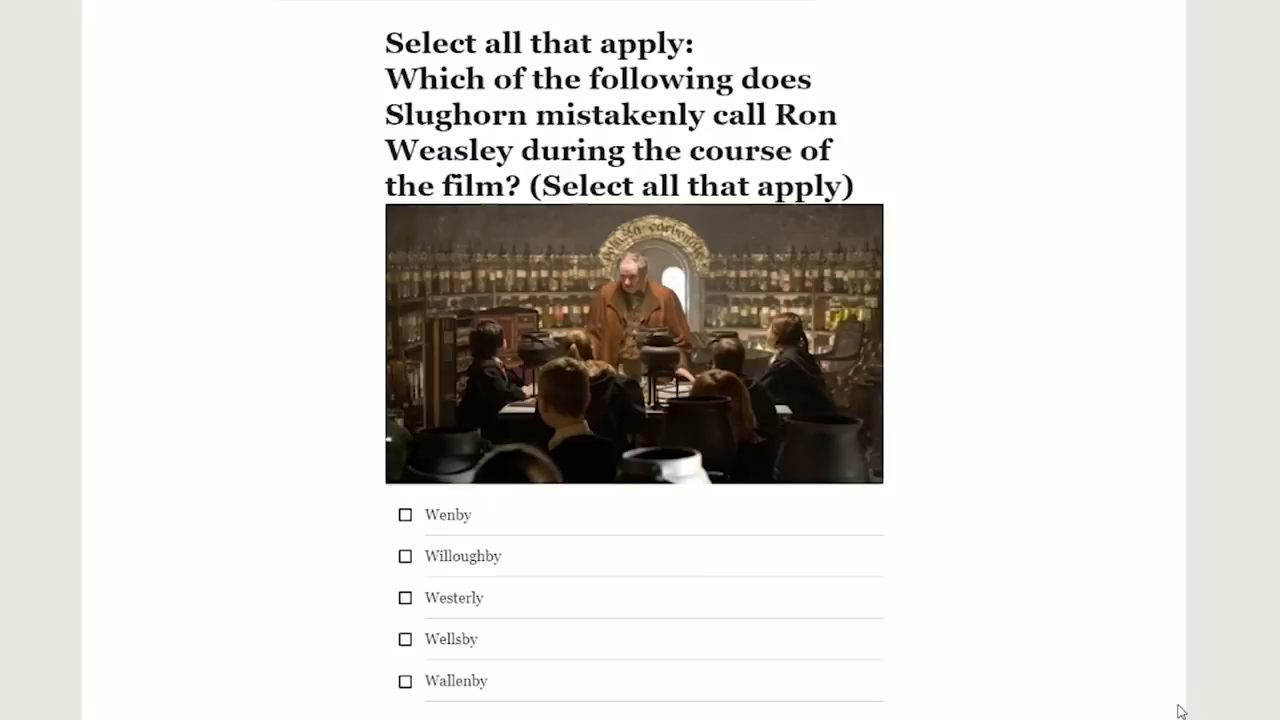 Select all that apply:
Which of the following does
Slughorn mistakenly call Ron
Weasley during the course of
the film? (Select all that apply)
Wenby
Willoughby
Westerly
Wellsby
Wallenby